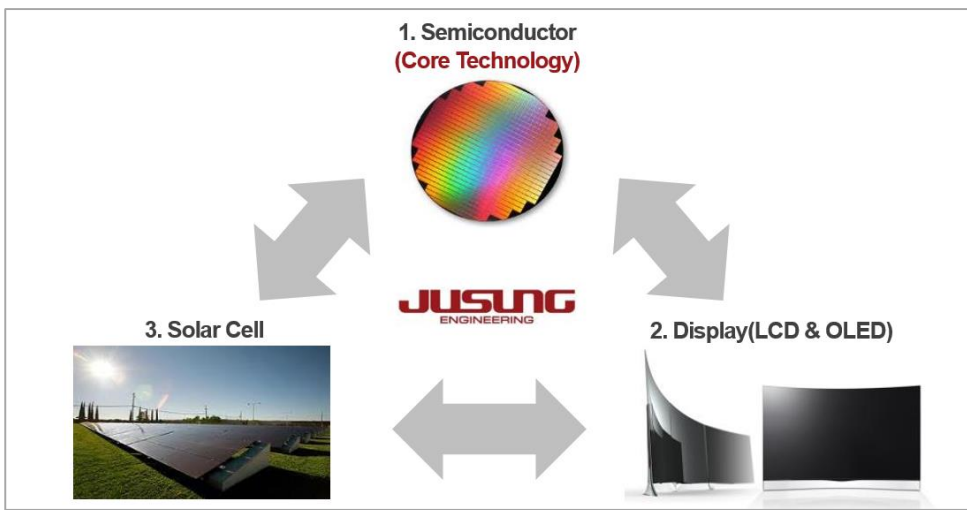 1. Semiconductor
(Core Technology)
JUSUNG
ENGINEERING
3. Solar Cell
2. Display(LCD & OLED)